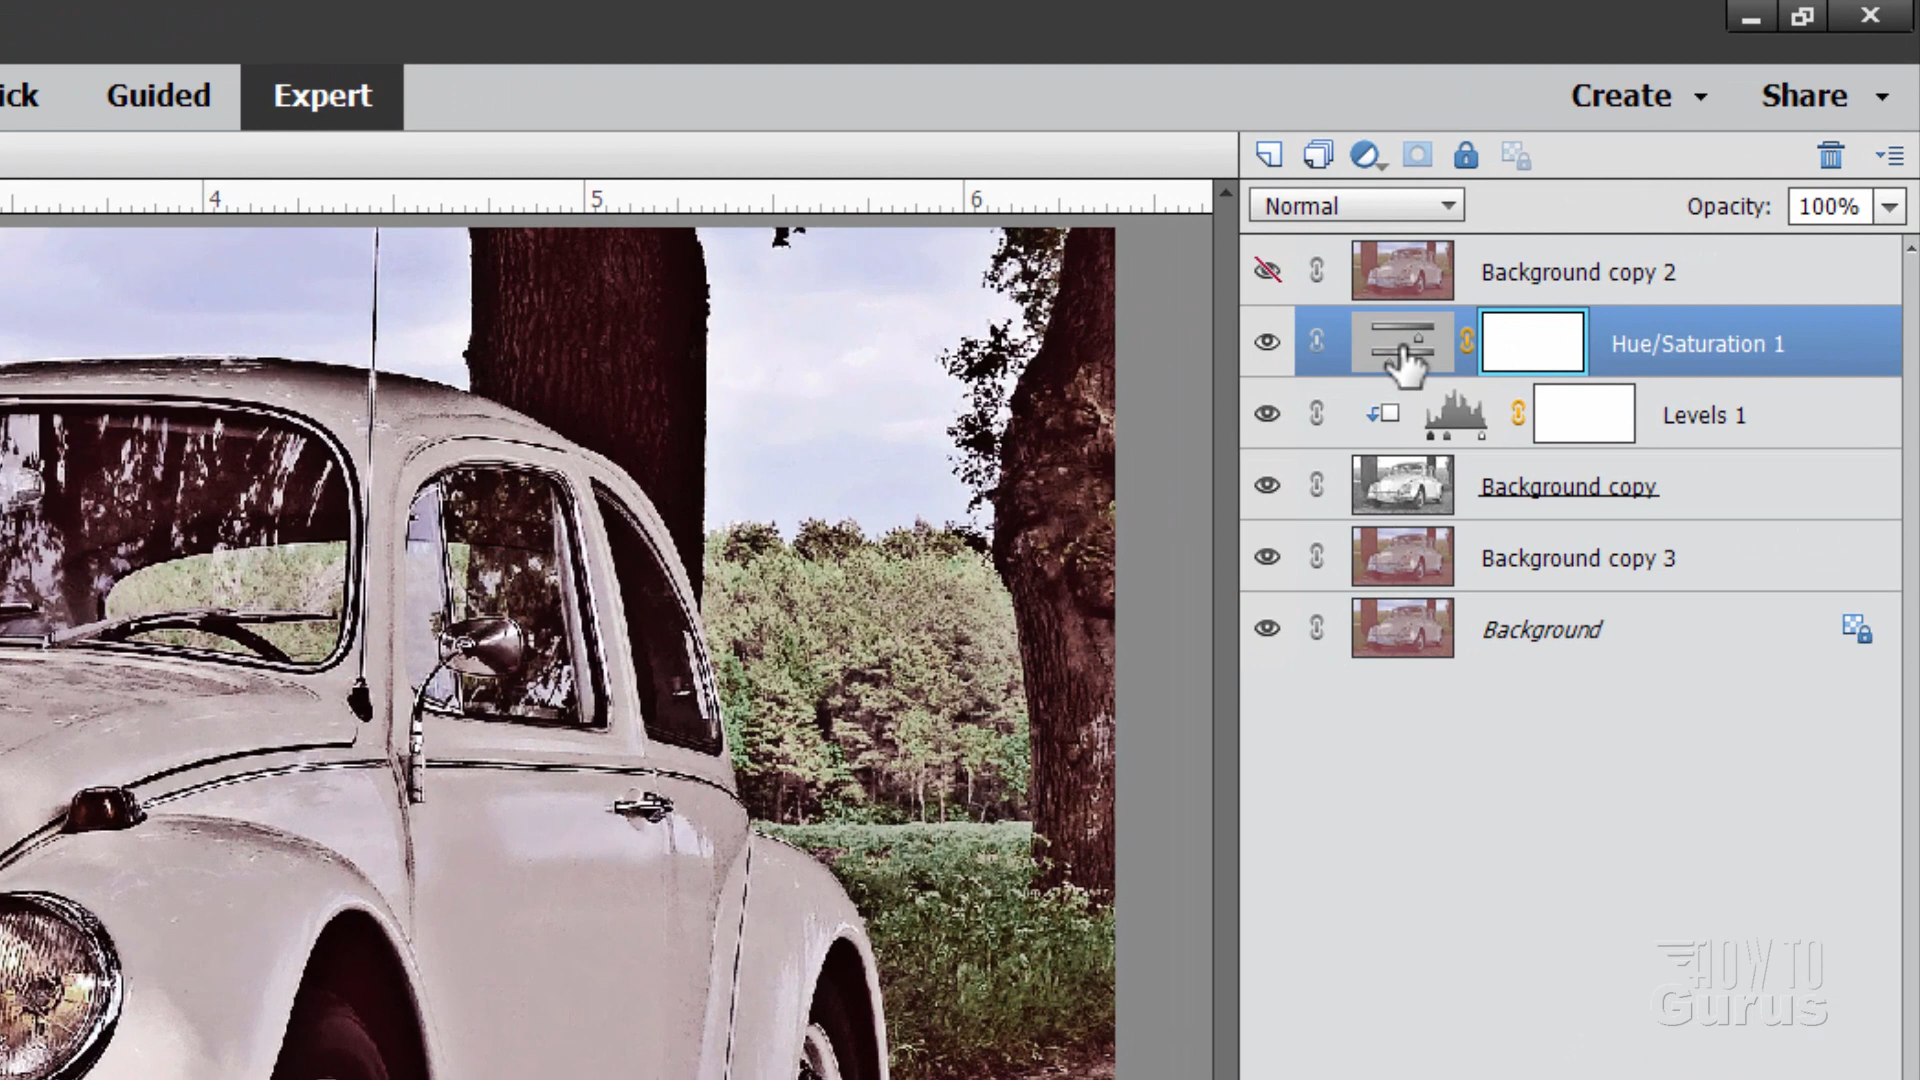 ick Guided Expert Create Share
4 5 6
Normal Opacity: 100%
Background copy 2
Hue/Saturation 1
Levels 1
Background copy
Background copy 3
Background
HOW TO
Gurus